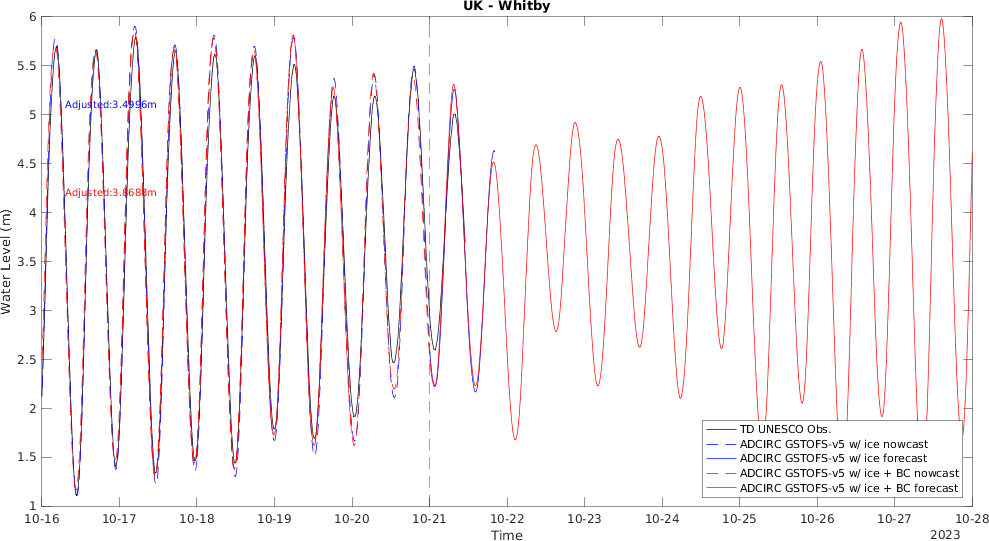 UK - Whitby
6
5.5
5
4.5
4
3.5
3
2.5
2
1.5
1
Water Level (m)
Adjusted:3.4996m
Adjusted:3.8688m
TD UNESCO Obs.
ADCIRC GSTOFS-v5 w/ ice nowcast
ADCIRC GSTOFS-v5 w/ ice forecast
ADCIRC GSTOFS-v5 w/ ice + BC nowcast
ADCIRC GSTOFS-v5 w/ ice + BC forecast
10-16 10-17 10-18 10-19 10-20 10-21 10-22 10-23 10-24 10-25 10-26 10-27 10-28
Time
2023